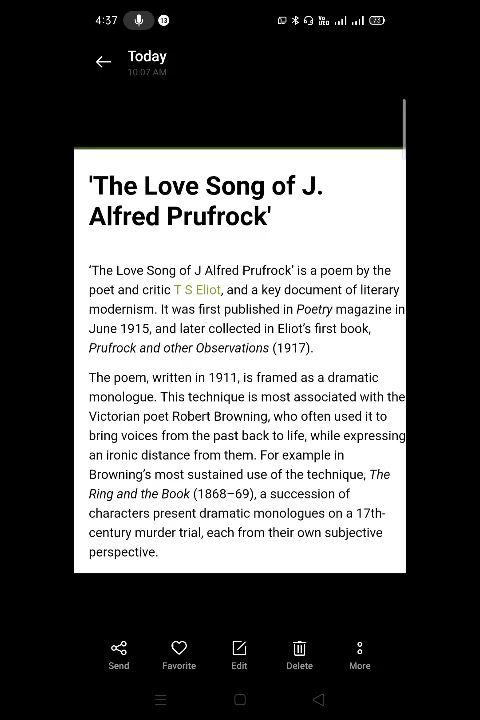 4:37
13
73
Today
10:07 AM
'The Love Song of J.
Alfred Prufrock'
‘The Love Song of J Alfred Prufrock’ is a poem by the
poet and critic T S Eliot, and a key document of literary
modernism. It was first published in Poetry magazine in
June 1915, and later collected in Eliot’s first book,
Prufrock and other Observations (1917).
The poem, written in 1911, is framed as a dramatic
monologue. This technique is most associated with the
Victorian poet Robert Browning, who often used it to
bring voices from the past back to life, while expressing
an ironic distance from them. For example in
Browning’s most sustained use of the technique, The
Ring and the Book (1868–69), a succession of
characters present dramatic monologues on a 17th-
century murder trial, each from their own subjective
perspective.
Send
Favorite
Edit
Delete
More